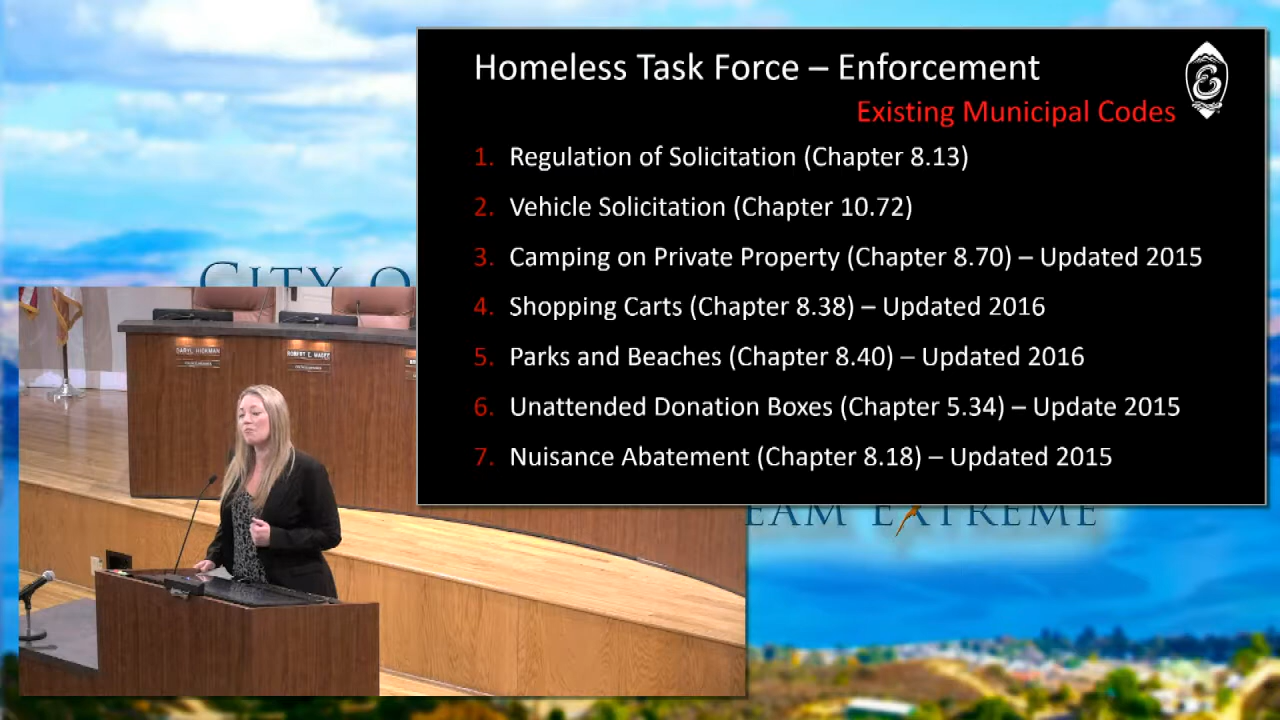 Homeless Task Force – Enforcement
Existing Municipal Codes
1. Regulation of Solicitation (Chapter 8.13)
2. Vehicle Solicitation (Chapter 10.72)
3. Camping on Private Property (Chapter 8.70) – Updated 2015
4. Shopping Carts (Chapter 8.38) – Updated 2016
5. Parks and Beaches (Chapter 8.40) – Updated 2016
6. Unattended Donation Boxes (Chapter 5.34) – Update 2015
7. Nuisance Abatement (Chapter 8.18) – Updated 2015
CITY O
DARYL HICKMAN
ROBERT E. MAGEE
EAM EXTREME